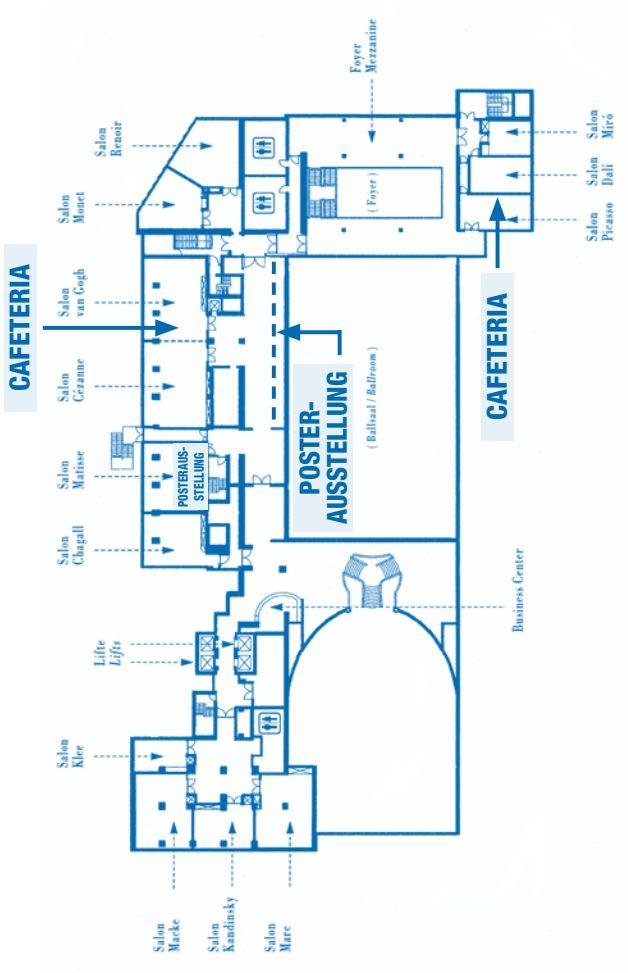 Foyer
Mezzanine
Salon
Renoir
Salon
Miró
Salon
Monet
( Foyer )
Salon
Dalí
Salon
Picasso
CAFETERIA
Salon
van Gogh
CAFETERIA
Salon
Cézanne
POSTER-
AUSSTELLUNG
( Ballsaal / Ballroom )
Salon
Matisse
POSTERAUS-
STELLUNG
Salon
Chagall
Business Center
Lifte
Lifts
Salon
Klee
Salon
Macke
Salon
Kandinsky
Salon
Marc